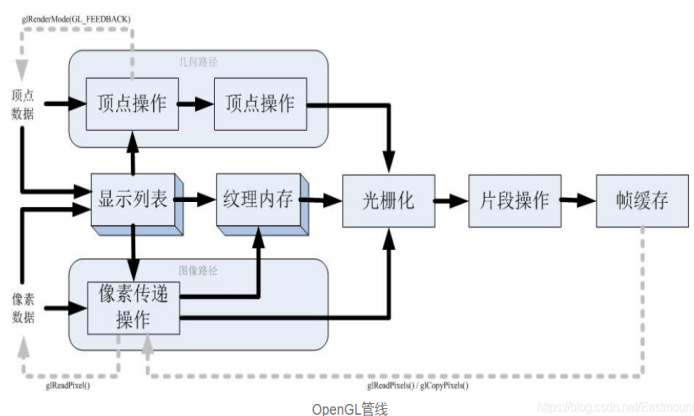 glRenderMode(GL_FEEDBACK)
几何路径
顶点
数据
顶点操作
顶点操作
显示列表
纹理内存
光栅化
片段操作
帧缓存
图像路径
像素
数据
像素传递
操作
glReadPixel()
glReadPixels() / glCopyPixels()
OpenGL管线
https://blog.csdn.net/Eastmount